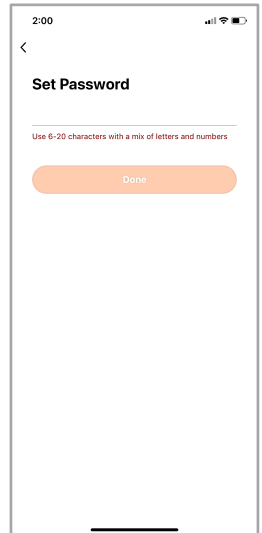 2:00
Set Password
Use 6-20 characters with a mix of letters and numbers
Done